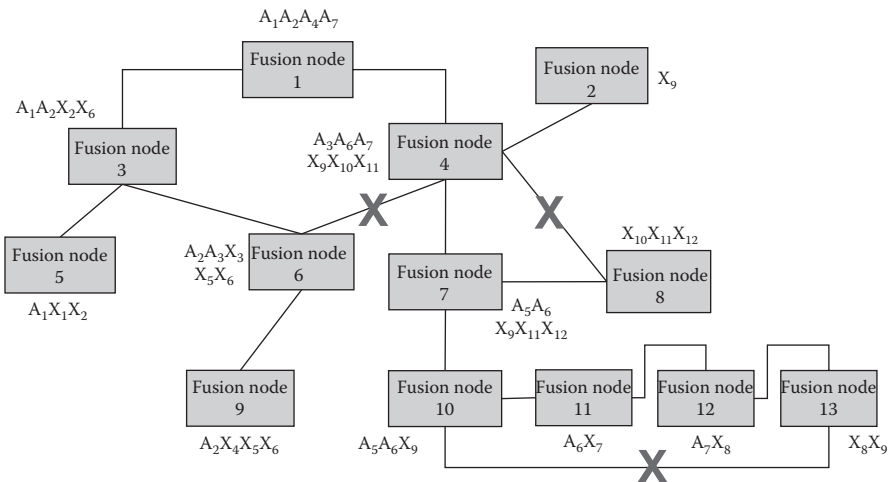 A₁A₂A₄A₇
Fusion node
1
Fusion node
2
X₉
A₁A₂X₂X₆
Fusion node
3
A₃A₆A₇
X₉X₁₀X₁₁
Fusion node
4
Fusion node
5
A₁X₁X₂
A₂A₃X₃
X₅X₆
Fusion node
6
Fusion node
7
A₅A₆
X₉X₁₁X₁₂
X₁₀X₁₁X₁₂
Fusion node
8
Fusion node
9
A₂X₄X₅X₆
Fusion node
10
A₅A₆X₉
Fusion node
11
A₆X₇
Fusion node
12
A₇X₈
Fusion node
13
X₈X₉
X
X
X